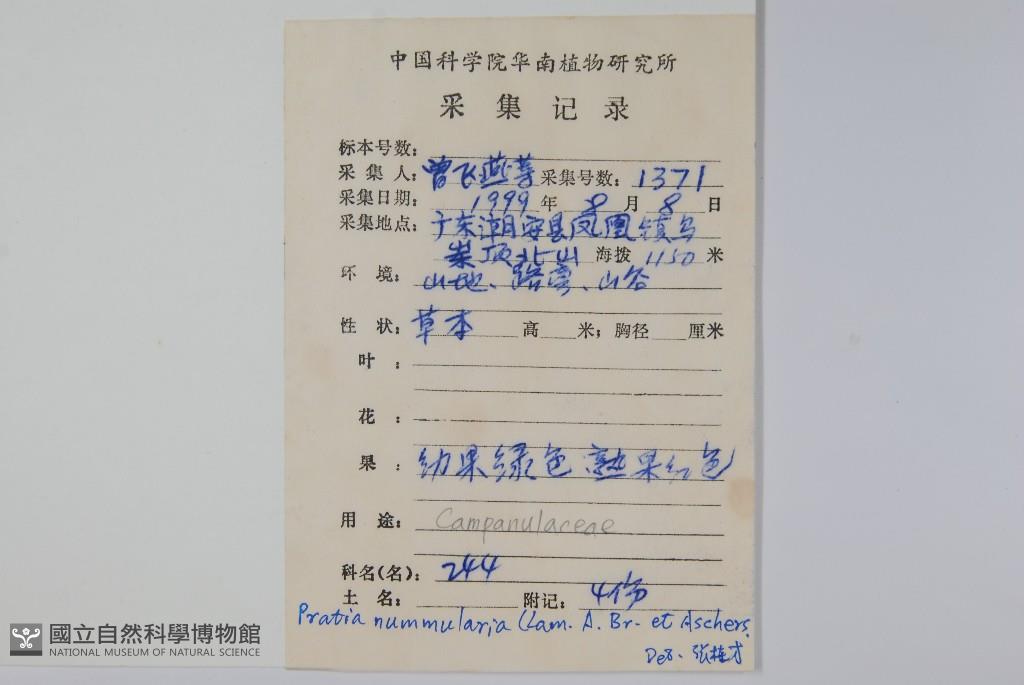 中国科学院华南植物研究所
采集记录
标本号数:
采集人: 曾飞燕等 采集号数: 1371
采集日期: 1999 年 8 月 8 日
采集地点: 广东潮安县凤凰镇乌
岽顶北山 海拨 1150 米
环境: 山地、路旁、山谷
性状: 草本 高 米; 胸径 厘米
叶:
花:
果: 幼果绿色 熟果红色
用途: Campanulaceae
科名(名): 244
土名: 附记: 4份
Pratia nummularia (Lam. A. Br. et Aschers.
Det. 张桂才
國立自然科學博物館
NATIONAL MUSEUM OF NATURAL SCIENCE